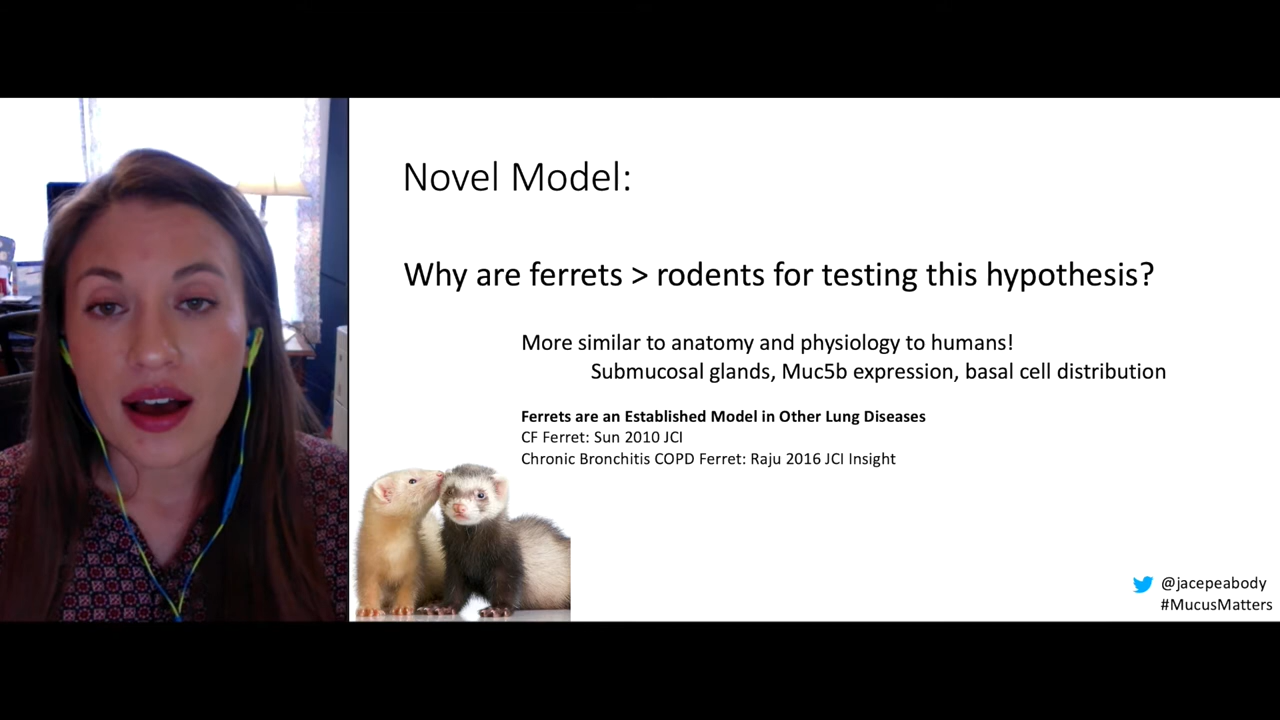 Novel Model:
Why are ferrets > rodents for testing this hypothesis?
More similar to anatomy and physiology to humans!
Submucosal glands, Muc5b expression, basal cell distribution
Ferrets are an Established Model in Other Lung Diseases
CF Ferret: Sun 2010 JCI
Chronic Bronchitis COPD Ferret: Raju 2016 JCI Insight
@jacepeabody
#MucusMatters